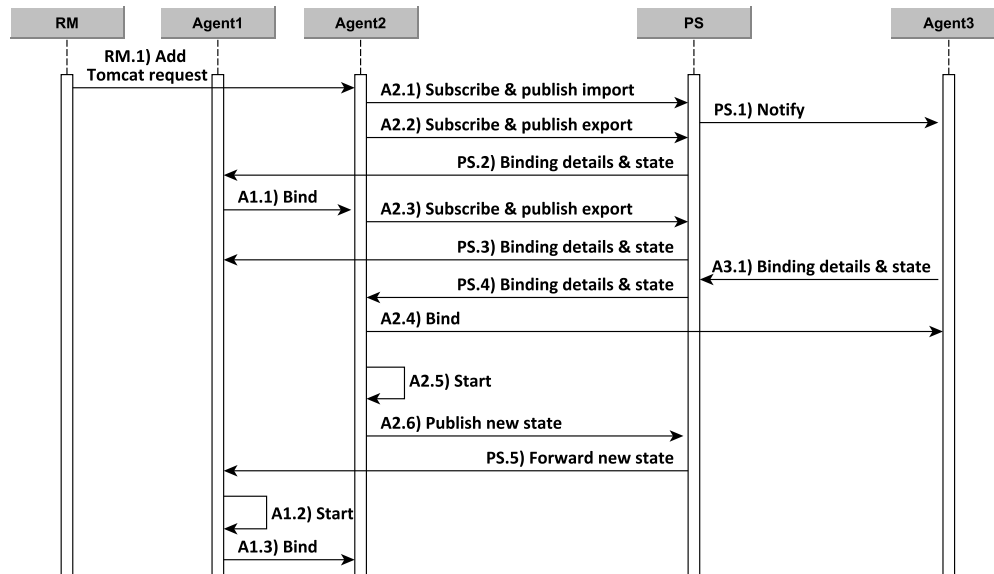 RM
Agent1
Agent2
PS
Agent3
RM.1) Add
Tomcat request
A2.1) Subscribe & publish import
PS.1) Notify
A2.2) Subscribe & publish export
PS.2) Binding details & state
A1.1) Bind
A2.3) Subscribe & publish export
PS.3) Binding details & state
A3.1) Binding details & state
PS.4) Binding details & state
A2.4) Bind
A2.5) Start
A2.6) Publish new state
PS.5) Forward new state
A1.2) Start
A1.3) Bind